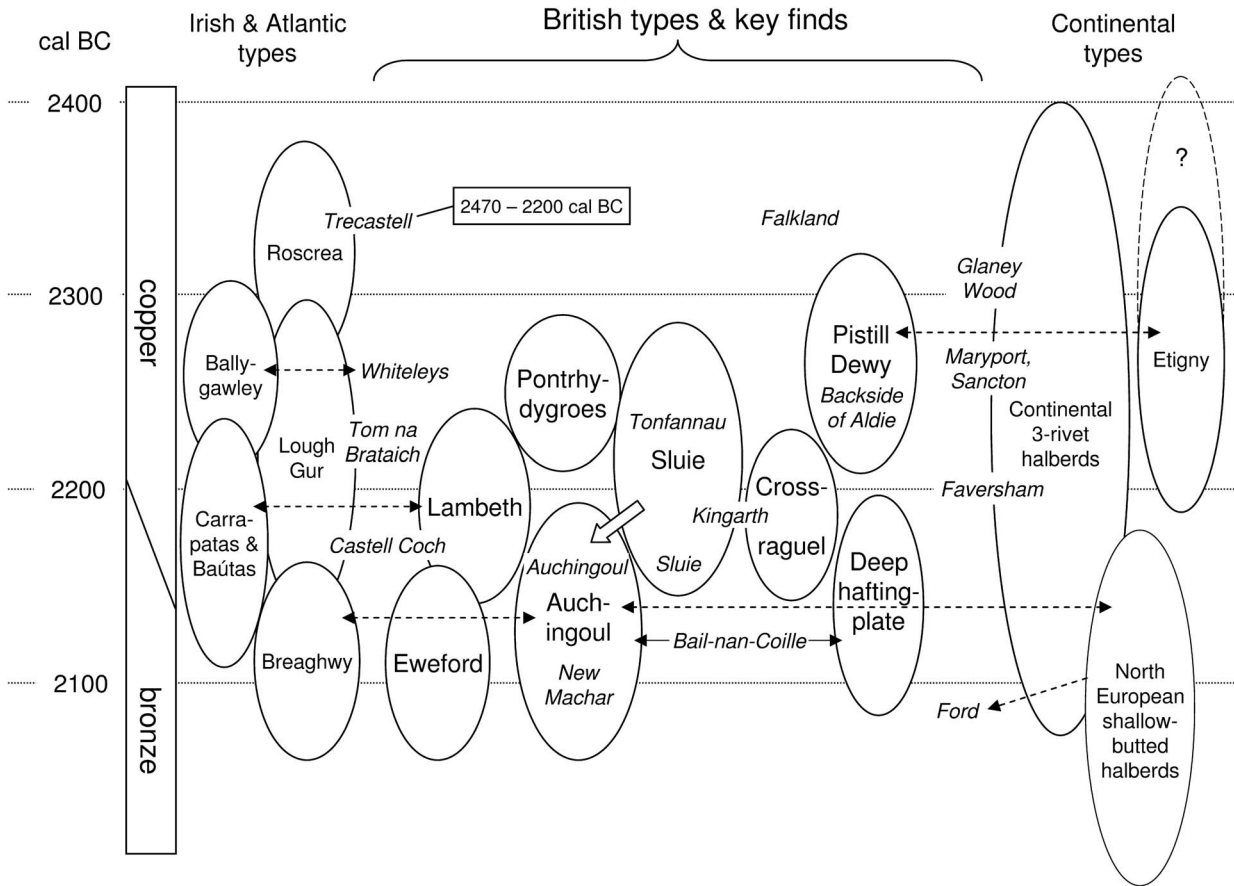 cal BC
Irish & Atlantic
types
British types & key finds
Continental
types
2400
2300
2200
2100
copper
bronze
Roscrea
Trecastell
2470 – 2200 cal BC
Falkland
?
Glaney
Wood
Bally-
gawley
Whiteleys
Pontrhy-
dygroes
Pistill
Dewy
Backside
of Aldie
Maryport,
Sancton
Etigny
Lough
Gur
Tom na
Brataich
Tonfannau
Sluie
Continental
3-rivet
halberds
Carra-
patas &
Baútas
Lambeth
Cross-
raguel
Kingarth
Faversham
Castell Coch
Auchingoul
Sluie
Deep
hafting-
plate
Breaghwy
Eweford
Auch-
ingoul
New
Machar
Bail-nan-Coille
Ford
North
European
shallow-
butted
halberds